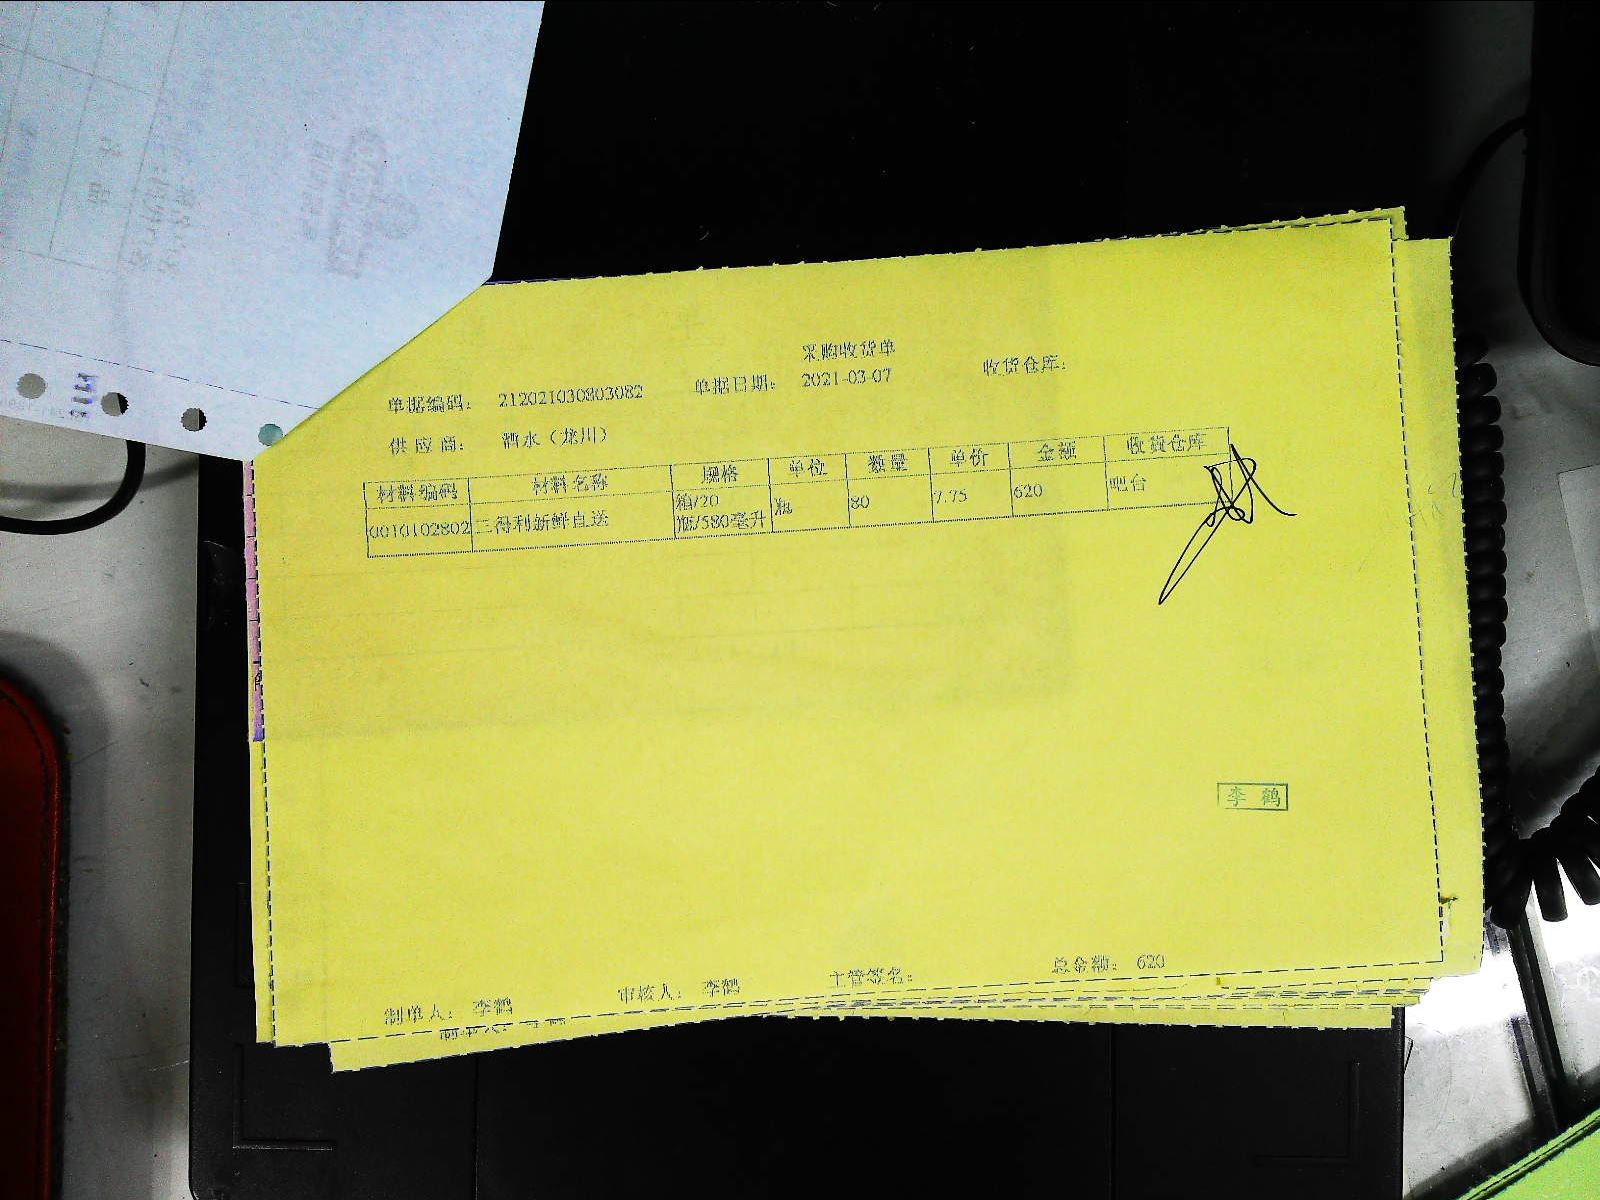 采购收货单
单据编码: 212021030803082 单据日期: 2021-03-07 收货仓库:
供应商: 酒水（龙川）
材料编码 材料名称 规格 单位 数量 单价 金额 收货仓库
0010102802 三得利新鲜自送 箱/20瓶/580毫升 瓶 80 7.75 620 吧台
李鹤
制单人: 李鹤 审核人: 李鹤 主管签名: 总金额: 620